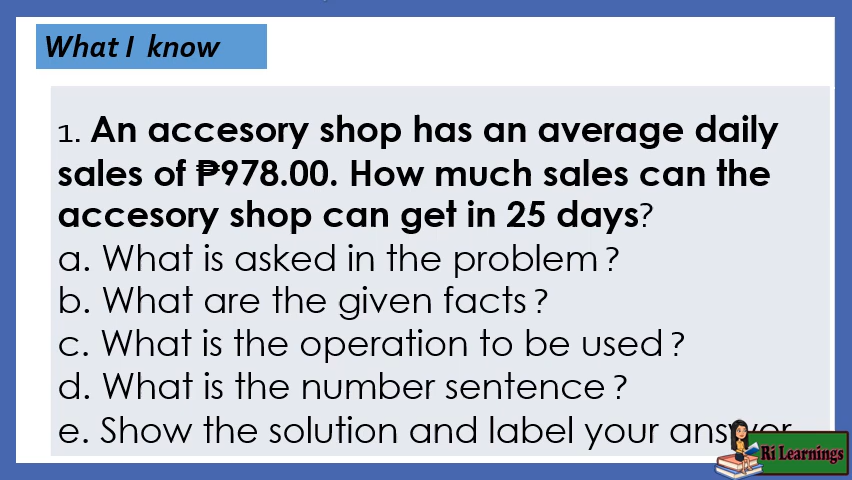 What I know
1. An accesory shop has an average daily
sales of ₱978.00. How much sales can the
accesory shop can get in 25 days?
a. What is asked in the problem?
b. What are the given facts?
c. What is the operation to be used?
d. What is the number sentence?
e. Show the solution and label your answer
Ri Learnings